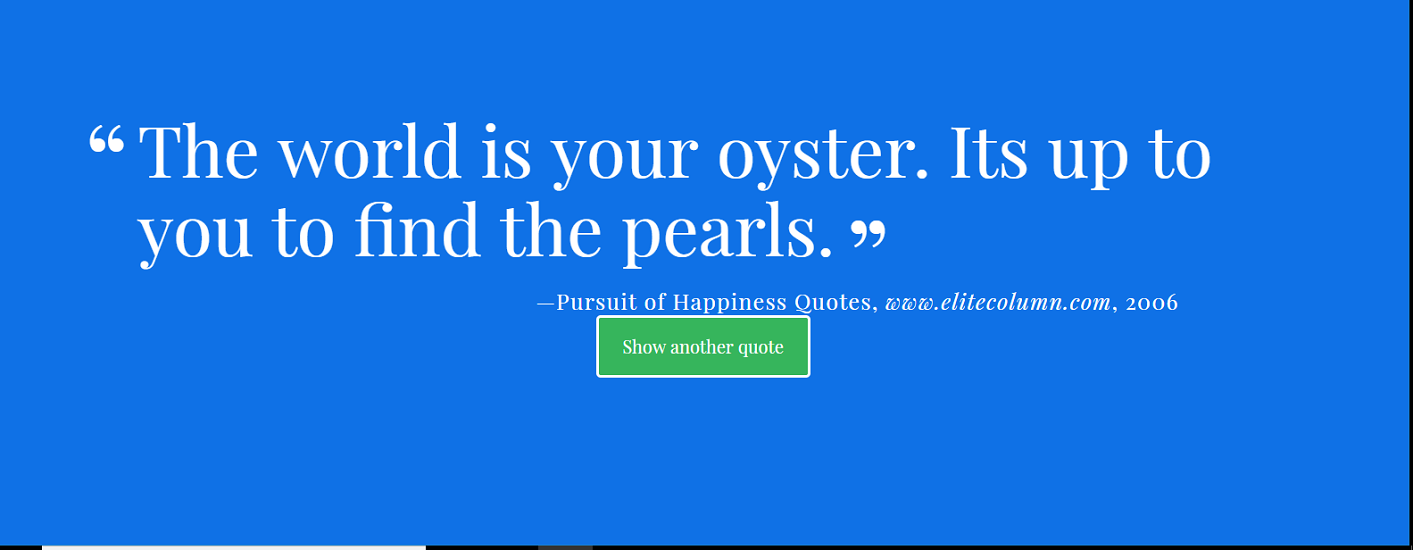 “ The world is your oyster. Its up to
you to find the pearls. ”
—Pursuit of Happiness Quotes, www.elitecolumn.com, 2006
Show another quote